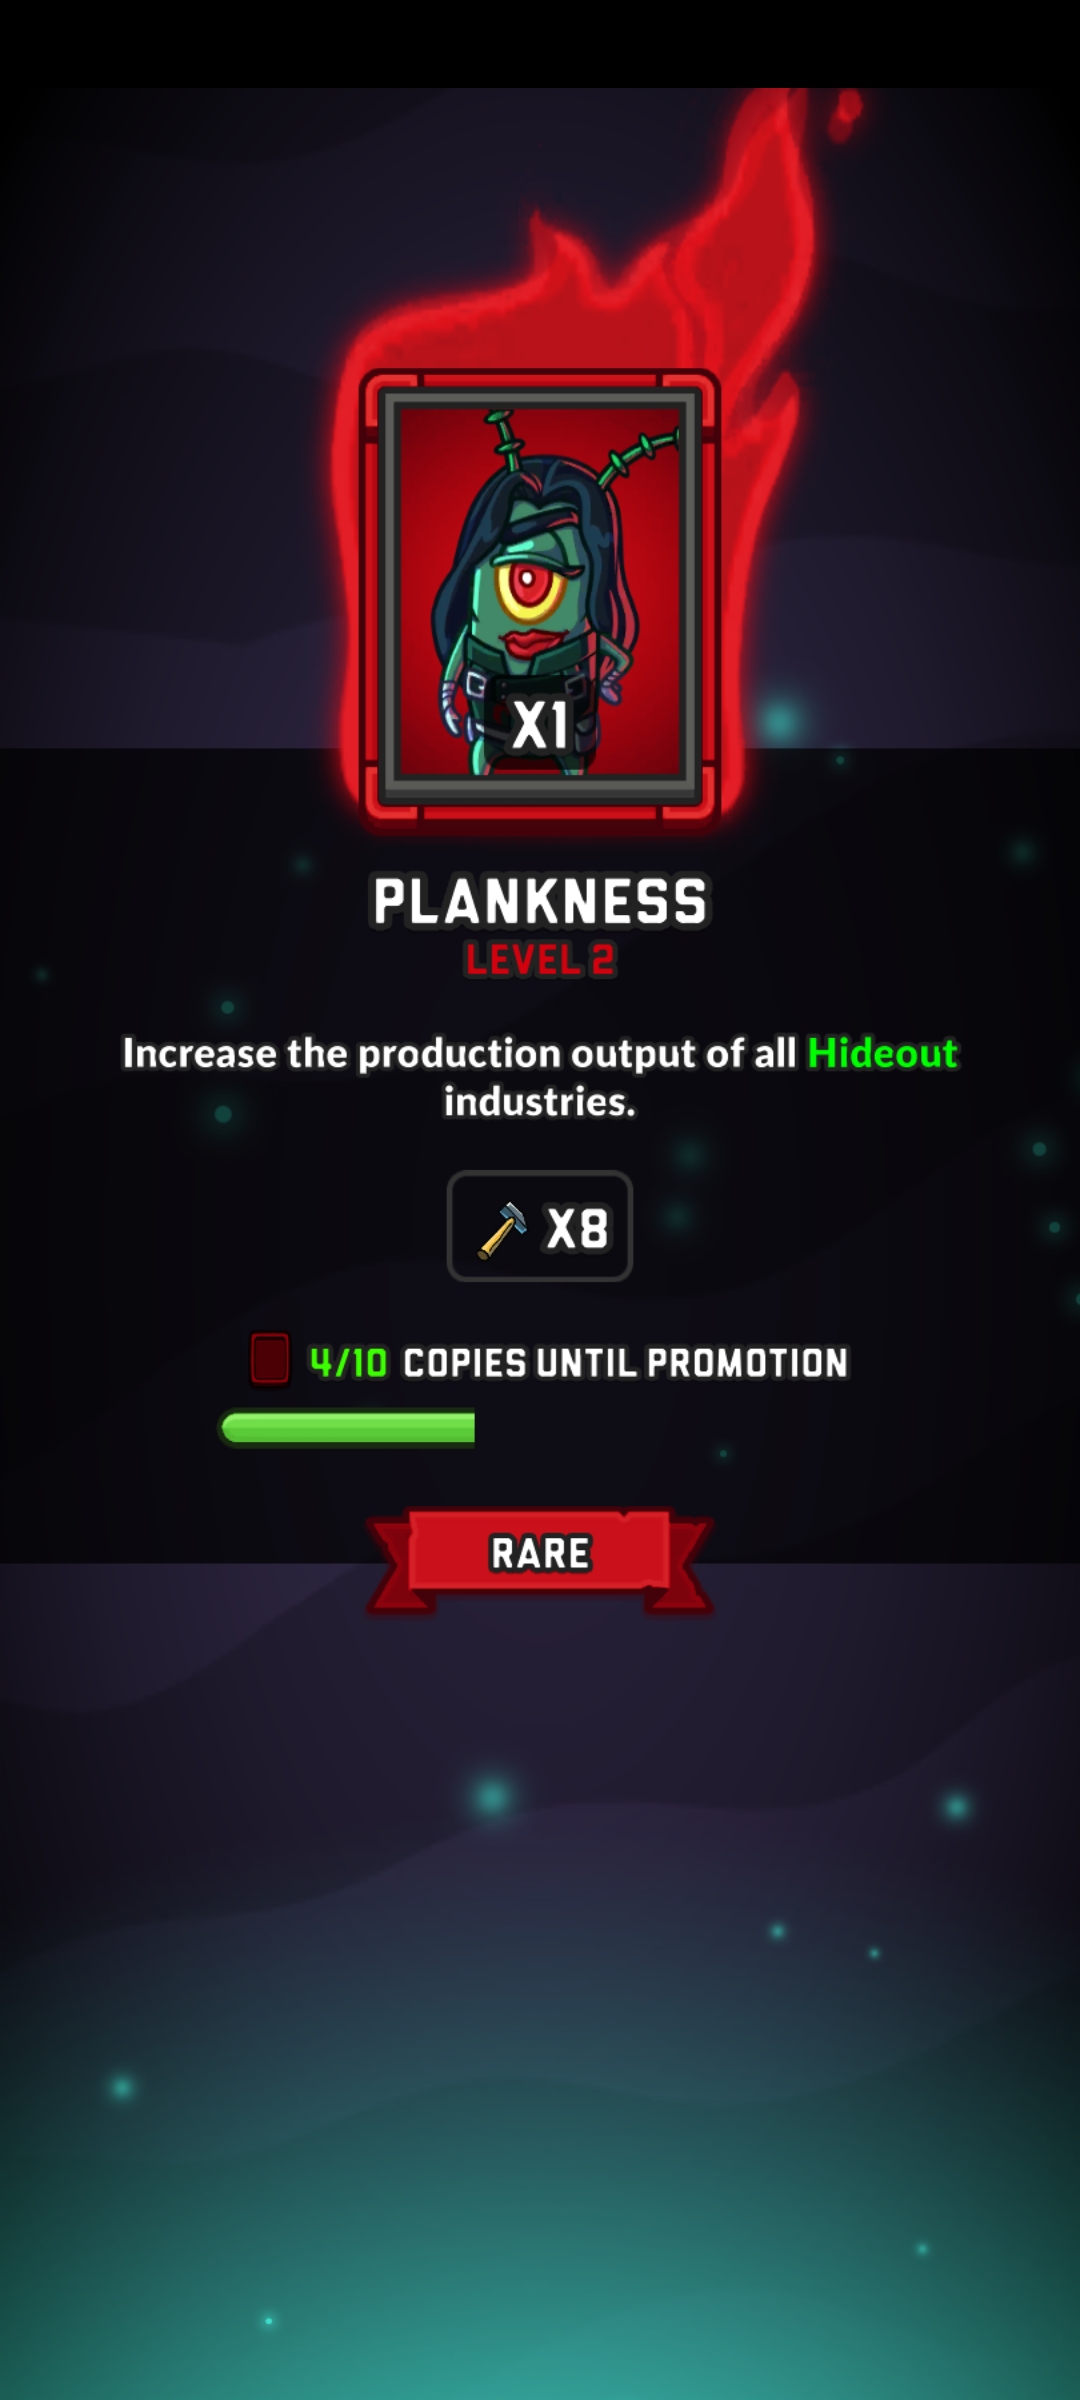 X1
PLANKNESS
LEVEL 2
Increase the production output of all Hideout
industries.
X8
4/10 COPIES UNTIL PROMOTION
RARE